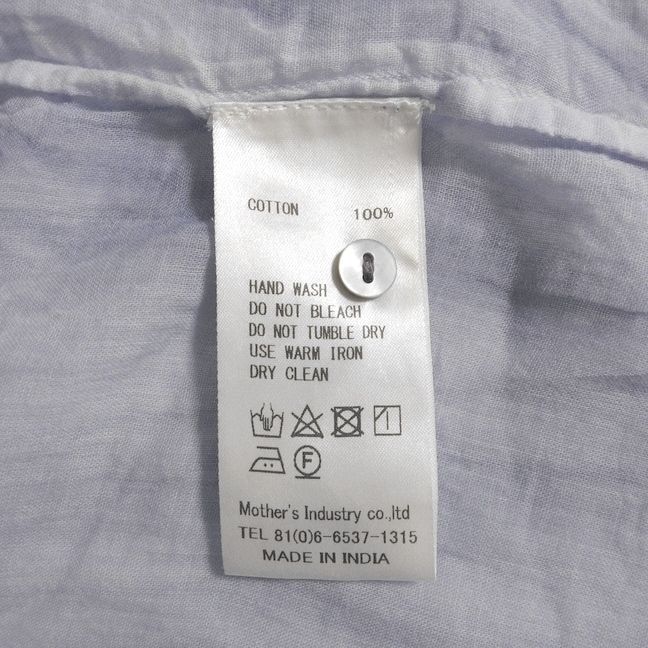 COTTON 100%
HAND WASH
DO NOT BLEACH
DO NOT TUMBLE DRY
USE WARM IRON
DRY CLEAN
F
Mother's Industry co.,ltd
TEL 81(0)6-6537-1315
MADE IN INDIA